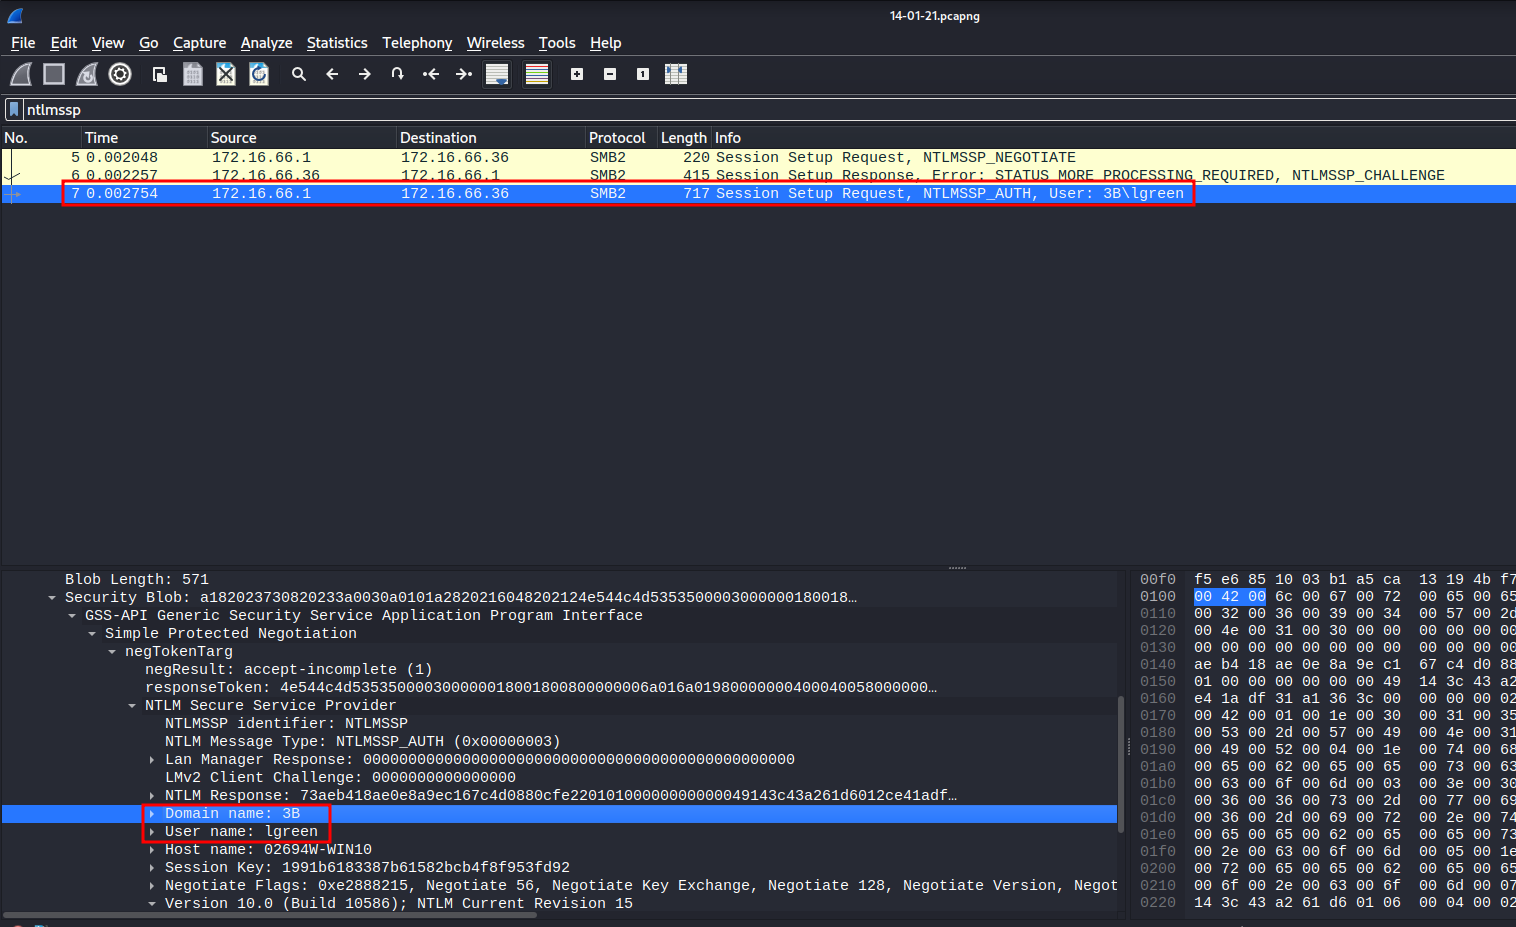 14-01-21.pcapng
File Edit View Go Capture Analyze Statistics Telephony Wireless Tools Help
ntlmssp
No. Time Source Destination Protocol Length Info
5 0.002048 172.16.66.1 172.16.66.36 SMB2 220 Session Setup Request, NTLMSSP_NEGOTIATE
6 0.002257 172.16.66.36 172.16.66.1 SMB2 415 Session Setup Response, Error: STATUS_MORE_PROCESSING_REQUIRED, NTLMSSP_CHALLENGE
7 0.002754 172.16.66.1 172.16.66.36 SMB2 717 Session Setup Request, NTLMSSP_AUTH, User: 3B\lgreen
Blob Length: 571
Security Blob: a182023730820233a0030a0101a2820216048202124e544c4d5353500003000000180018…
GSS-API Generic Security Service Application Program Interface
Simple Protected Negotiation
negTokenTarg
negResult: accept-incomplete (1)
responseToken: 4e544c4d53535000030000001800180080000000​6a016a0198000000040004005800​0000…
NTLM Secure Service Provider
NTLMSSP identifier: NTLMSSP
NTLM Message Type: NTLMSSP_AUTH (0x00000003)
Lan Manager Response: 000000000000000000000000000000000000000000000000
LMv2 Client Challenge: 0000000000000000
NTLM Response: 73aeb418ae0e8a9ec167c4d0880cfe22010100000000000049143c43a261d6012ce41adf…
Domain name: 3B
User name: lgreen
Host name: 02694W-WIN10
Session Key: 1991b6183387b61582bcb4f8f953fd92
Negotiate Flags: 0xe2888215, Negotiate 56, Negotiate Key Exchange, Negotiate 128, Negotiate Version, Negot
Version 10.0 (Build 10586); NTLM Current Revision 15
00f0 f5 e6 85 10 03 b1 a5 ca 13 19 4b f7
0100 00 42 00 6c 00 67 00 72 00 65 00 65
0110 00 32 00 36 00 39 00 34 00 57 00 2d
0120 00 4e 00 31 00 30 00 00 00 00 00 00
0130 00 00 00 00 00 00 00 00 00 00 00 00
0140 ae b4 18 ae 0e 8a 9e c1 67 c4 d0 88
0150 01 00 00 00 00 00 00 49 14 3c 43 a2
0160 e4 1a df 31 a1 36 3c 00 00 00 00 02
0170 00 42 00 01 00 1e 00 30 00 31 00 35
0180 00 53 00 2d 00 57 00 49 00 4e 00 31
0190 00 49 00 52 00 04 00 1e 00 74 00 68
01a0 00 65 00 62 00 65 00 65 00 73 00 63
01b0 00 63 00 6f 00 6d 00 03 00 3e 00 30
01c0 00 36 00 36 00 73 00 2d 00 77 00 69
01d0 00 36 00 2d 00 69 00 72 00 2e 00 74
01e0 00 65 00 65 00 62 00 65 00 65 00 73
01f0 00 2e 00 63 00 6f 00 6d 00 05 00 1e
0200 00 72 00 65 00 65 00 62 00 65 00 65
0210 00 6f 00 2e 00 63 00 6f 00 6d 00 07
0220 14 3c 43 a2 61 d6 01 06 00 04 00 02